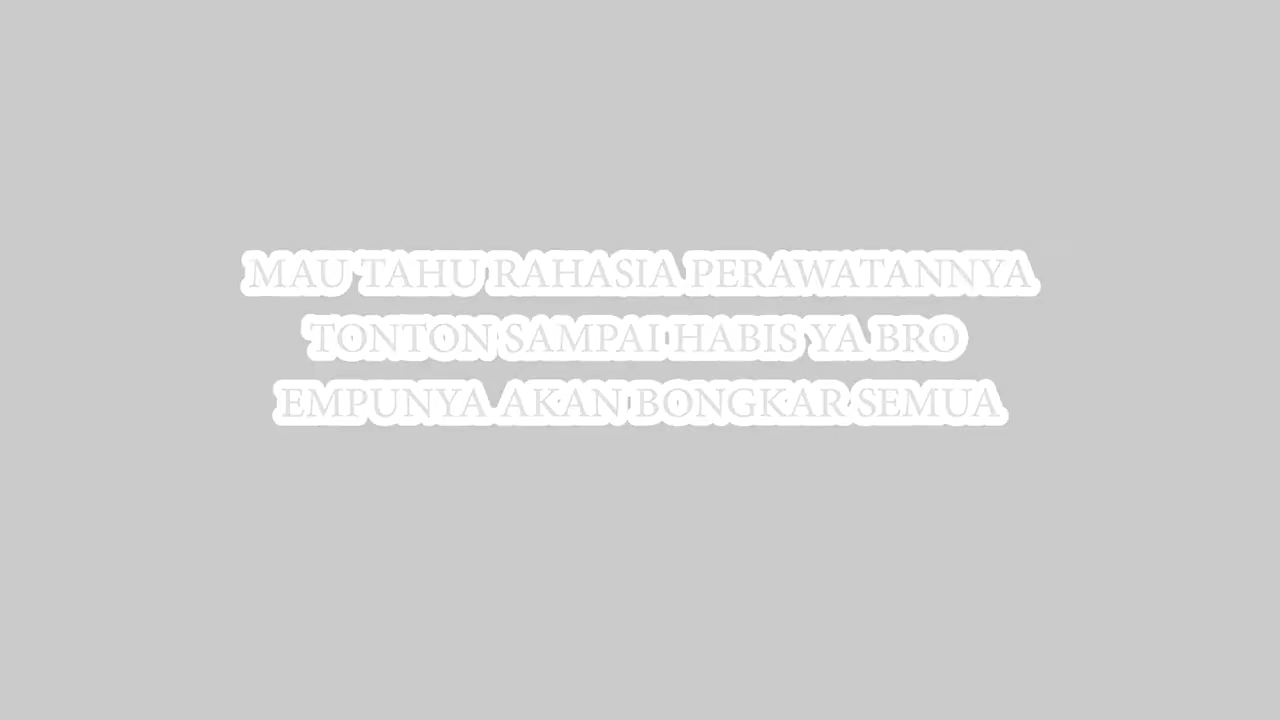 MAU TAHU RAHASIA PERAWATANNYA
TONTON SAMPAI HABIS YA BRO
EMPUNYA AKAN BONGKAR SEMUA